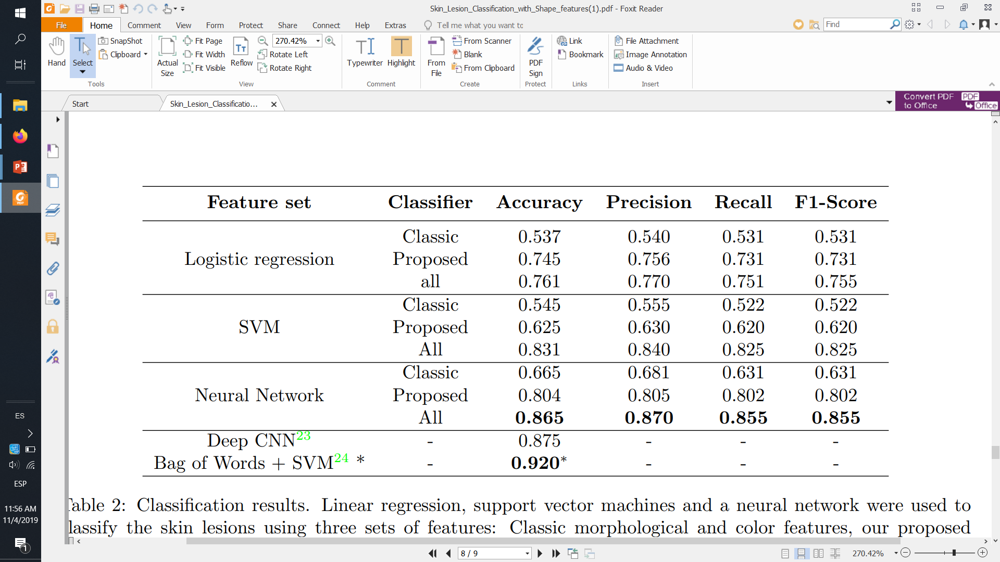 Skin_Lesion_Classification_with_Shape_features(1).pdf - Foxit Reader
File Home Comment View Form Protect Share Connect Help Extras Tell me what you want to Find
Hand
Select
SnapShot
Clipboard
Tools
Actual Size
Fit Page
Fit Width
Fit Visible
Reflow
270.42%
Rotate Left
Rotate Right
View
Typewriter
Highlight
Comment
From File
From Scanner
Blank
From Clipboard
Create
PDF Sign
Protect
Link
Bookmark
Links
File Attachment
Image Annotation
Audio & Video
Insert
Start
Skin_Lesion_Classificatio...
Convert PDF to Office
PDF Office
Feature set Classifier Accuracy Precision Recall F1-Score
Classic 0.537 0.540 0.531 0.531
Logistic regression Proposed 0.745 0.756 0.731 0.731
all 0.761 0.770 0.751 0.755
Classic 0.545 0.555 0.522 0.522
SVM Proposed 0.625 0.630 0.620 0.620
All 0.831 0.840 0.825 0.825
Classic 0.665 0.681 0.631 0.631
Neural Network Proposed 0.804 0.805 0.802 0.802
All 0.865 0.870 0.855 0.855
Deep CNN23 - 0.875 - - -
Bag of Words + SVM24 * - 0.920* - - -
Table 2: Classification results. Linear regression, support vector machines and a neural network were used to
lassify the skin lesions using three sets of features: Classic morphological and color features, our proposed
8 / 9
270.42%
ES
ESP
11:56 AM
11/4/2019
1